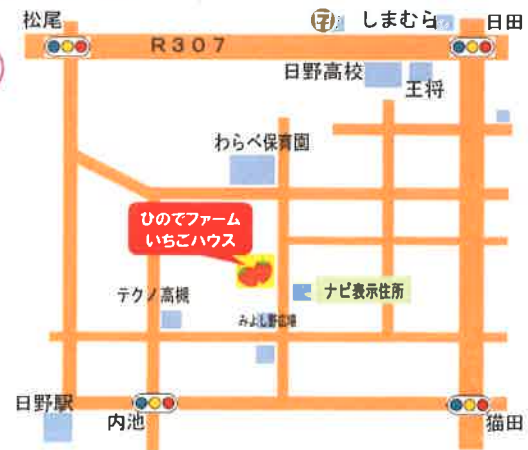 松尾
しまむら
日田
R307
日野高校
王将
わらべ保育園
ひのでファーム
いちごハウス
テクノ高槻
ナビ表示住所
みよし野広場
日野駅
内池
猫田